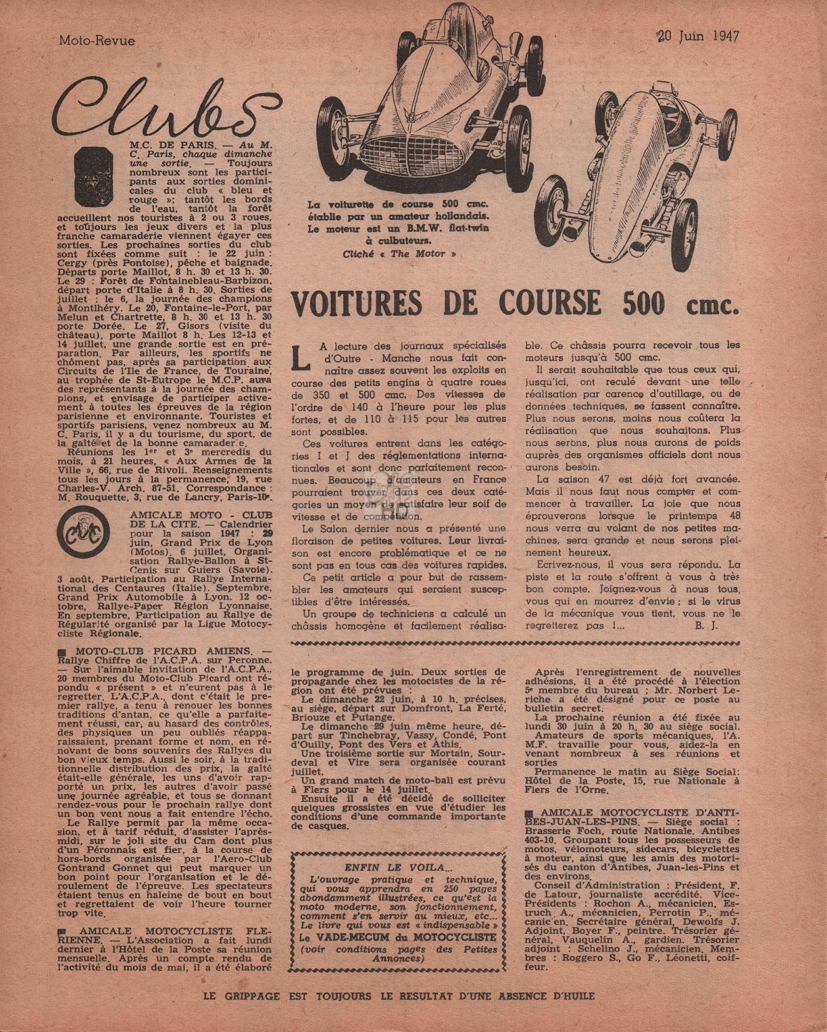 Moto-Revue
20 Juin 1947
Clubs
M.C. DE PARIS. — Au M.
C. Paris, chaque dimanche
une sortie. — Toujours
nombreux sont les partici-
pants aux sorties domini-
cales du club « bleu et
rouge »; tantôt les bords
de l'eau, tantôt la forêt
accueillent nos touristes à 2 ou 3 roues,
et toujours les jeux divers et la plus
franche camaraderie viennent égayer ces
sorties. Les prochaines sorties du club
sont fixées comme suit : le 22 juin :
Cergy (près Pontoise), pêche et baignade.
Départs porte Maillot, 8 h. 30 et 13 h. 30.
Le 29 : Forêt de Fontainebleau-Barbizon,
départ porte d'Italie à 8 h. 30. Sorties de
juillet : le 6, la journée des champions
à Montlhéry. Le 20, Fontaine-le-Port, par
Melun et Chartrette, 8 h. 30 et 13 h. 30
porte Dorée. Le 27, Gisors (visite du
château), porte Maillot 8 h. Les 12-13 et
14 juillet, une grande sortie est en pré-
paration. Par ailleurs, les sportifs ne
chôment pas, après sa participation aux
Circuits de l'Ile de France, de Touraine,
au trophée de St-Eutrope le M.C.P. aura
des représentants à la journée des cham-
pions, et envisage de participer active-
ment à toutes les épreuves de la région
parisienne et environnante. Touristes et
sportifs parisiens, venez nombreux au M.
C. Paris, il y a du tourisme, du sport, de
la gaîté et de la bonne camaraderie.
Réunions les 1er et 3e mercredis du
mois, à 21 heures, « Aux Armes de la
Ville », 66, rue de Rivoli. Renseignements
tous les jours à la permanence, 19, rue
Charles-V. Arch. 87-51. Correspondance :
M. Rouquette, 3, rue de Lancry, Paris-10e.
AMICALE MOTO - CLUB
DE LA CITE. — Calendrier
pour la saison 1947 : 29
juin, Grand Prix de Lyon
(Motos). 6 juillet, Organi-
sation Rallye-Ballon à St-
Genis sur Guiers (Savoie).
3 août, Participation au Rallye Interna-
tional des Centaures (Italie). Septembre,
Grand Prix Automobile à Lyon. 12 oc-
tobre, Rallye-Paper Région Lyonnaise.
En septembre, Participation au Rallye de
Régularité organisé par la Ligue Motocy-
cliste Régionale.
■ MOTO-CLUB PICARD AMIENS. —
Rallye Chiffre de l'A.C.P.A. sur Peronne.
— Sur l'aimable invitation de l'A.C.P.A.,
20 membres du Moto-Club Picard ont ré-
pondu « présent » et n'eurent pas à le
regretter. L'A.C.P.A., dont c'était le pre-
mier rallye, a tenu à renouer les bonnes
traditions d'antan, ce qu'elle a parfaite-
ment réussi, car, au hasard des contrôles,
des physiques un peu oubliés réappa-
raissaient, prenant forme et nom, en ré-
novant de bons souvenirs des Rallyes du
bon vieux temps. Aussi le soir, à la tradi-
tionnelle distribution des prix, la gaîté
était-elle générale, les uns d'avoir rap-
porté un prix, les autres d'avoir passé
une journée agréable, et tous se donnant
rendez-vous pour le prochain rallye dont
un bon vent nous a fait entendre l'écho.
Le Rallye permit par la même occa-
sion, et à tarif réduit, d'assister l'après-
midi, sur le joli site du Cam dont plus
d'un Péronnais est fier, à la course de
hors-bords organisée par l'Aero-Club
Gontrand Gonnet qui peut marquer un
bon point pour l'organisation et le dé-
roulement de l'épreuve. Les spectateurs
étaient tenus en haleine de bout en bout
et regrettaient de voir l'heure tourner
trop vite.
■ AMICALE MOTOCYCLISTE FLE-
RIENNE. — L'Association a fait lundi
dernier à l'Hôtel de la Poste sa réunion
mensuelle. Après un compte rendu de
l'activité du mois de mai, il a été élaboré
La voiturette de course 500 cmc.
établie par un amateur hollandais.
Le moteur est un B.M.W. flat-twin
à culbuteurs.
Cliché « The Motor »
VOITURES DE COURSE 500 cmc.
LA lecture des journaux spécialisés
d'Outre - Manche nous fait con-
naître assez souvent les exploits en
course des petits engins à quatre roues
de 350 et 500 cmc. Des vitesses de
l'ordre de 140 à l'heure pour les plus
fortes, et de 110 à 115 pour les autres
sont possibles.
Ces voitures entrent dans les catégo-
ries I et J des réglementations interna-
tionales et sont donc parfaitement recon-
nues. Beaucoup d'amateurs en France
pourraient trouver dans ces deux caté-
gories un moyen de satisfaire leur soif de
vitesse et de compétition.
Le Salon dernier nous a présenté une
floraison de petites voitures. Leur livrai-
son est encore problématique et ce ne
sont pas en tous cas des voitures rapides.
Ce petit article a pour but de rassem-
bler les amateurs qui seraient suscep-
tibles d'être intéressés.
Un groupe de techniciens a calculé un
châssis homogène et facilement réalisa-
ble. Ce châssis pourra recevoir tous les
moteurs jusqu'à 500 cmc.
Il serait souhaitable que tous ceux qui,
jusqu'ici, ont reculé devant une telle
réalisation par carence d'outillage, ou de
données techniques, se fassent connaître.
Plus nous serons, moins nous coûtera la
réalisation que nous souhaitons. Plus
nous serons, plus nous aurons de poids
auprès des organismes officiels dont nous
aurons besoin.
La saison 47 est déjà fort avancée.
Mais il nous faut nous compter et com-
mencer à travailler. La joie que nous
éprouverons lorsque le printemps 48
nous verra au volant de nos petites ma-
chines, sera grande et nous serons plei-
nement heureux.
Ecrivez-nous, il vous sera répondu. La
piste et la route s'offrent à vous à très
bon compte. Joignez-vous à nous tous,
vous qui en mourez d'envie ; si le virus
de la mécanique vous tient, vous ne le
regretterez pas !... B. J.
le programme de juin. Deux sorties de
propagande chez les motocistes de la ré-
gion ont été prévues :
Le dimanche 22 juin, à 10 h. précises,
au siège, départ sur Domfront, La Ferté,
Briouze et Putange.
Le dimanche 29 juin même heure, dé-
part sur Tinchebray, Vassy, Condé, Pont
d'Ouilly, Pont des Vers et Athis.
Une troisième sortie sur Mortain, Sour-
deval et Vire sera organisée courant
juillet.
Un grand match de moto-ball est prévu
à Flers pour le 14 juillet.
Ensuite il a été décidé de solliciter
quelques grossistes en vue d'étudier les
conditions d'une commande importante
de casques.
ENFIN LE VOILA...
L'ouvrage pratique et technique,
qui vous apprendra en 250 pages
abondamment illustrées, ce qu'est la
moto moderne, son fonctionnement,
comment s'en servir au mieux, etc...
Le livre qui vous est « indispensable »
Le VADE-MECUM du MOTOCYCLISTE
(voir conditions pages des Petites
Annonces)
Après l'enregistrement de nouvelles
adhésions, il a été procédé à l'élection
5e membre du bureau ; Mr. Norbert Le-
riche a été désigné pour ce poste au
bulletin secret.
La prochaine réunion a été fixée au
lundi 30 juin à 20 h. 30 au siège social.
Amateurs de sports mécaniques, l'A.
M.F. travaille pour vous, aidez-la en
venant nombreux à ses réunions et
sorties
Permanence le matin au Siège Social:
Hôtel de la Poste, 15, rue Nationale à
Flers de l'Orne.
■ AMICALE MOTOCYCLISTE D'ANTI-
BES-JUAN-LES-PINS. — Siège social :
Brasserie Foch, route Nationale. Antibes
403-10. Groupant tous les possesseurs de
motos, vélomoteurs, sidecars, bicyclettes
à moteur, ainsi que les amis des motori-
sés du canton d'Antibes, Juan-les-Pins et
des environs.
Conseil d'Administration : Président, F.
de Latour, journaliste accrédité. Vice-
Présidents : Rochon A., mécanicien, Es-
truch A., mécanicien, Perrotin P., mé-
canicien. Secrétaire général, Dewolfs J.
Adjoint, Boyer F., peintre. Trésorier gé-
néral, Vauquelin A., gardien. Trésorier
adjoint : Schelino J., mécanicien. Mem-
bres : Roggero S., Go F., Léonetti, coif-
feur.
LE GRIPPAGE EST TOUJOURS LE RESULTAT D'UNE ABSENCE D'HUILE